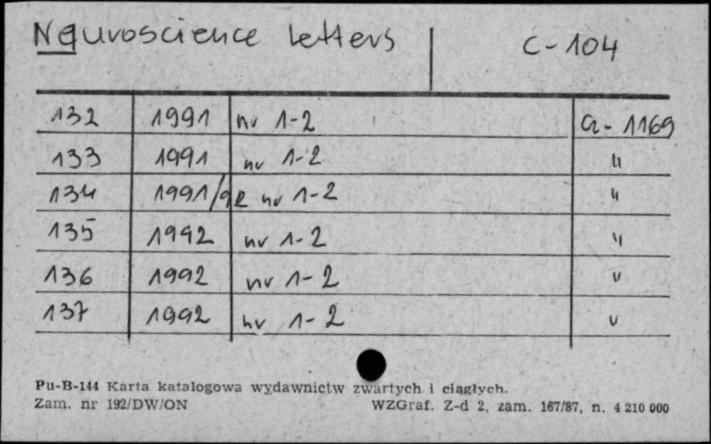 Neuroscience Letters C-104
132 1991 nr 1-2 a-1169
133 1991 nr 1-2 "
134 1991/92 nr 1-2 "
135 1992 nr 1-2 "
136 1992 nr 1-2 "
137 1992 nr 1-2 "
Pu-B-144 Karta katalogowa wydawnictw zwartych i ciągłych.
Zam. nr 192/DW/ON WZGraf. Z-d 2, zam. 167/87, n. 4 210 000